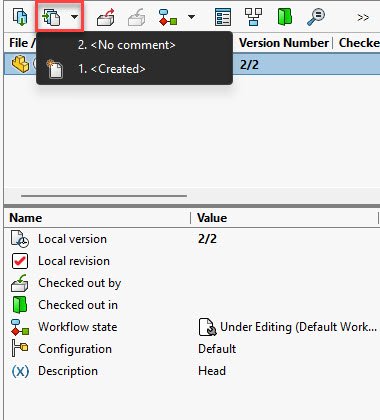 >>
File /
Version Number
Checke
2. <No comment>
1. <Created>
2/2
Name
Value
Local version
2/2
Local revision
Checked out by
Checked out in
Workflow state
Under Editing (Default Work...
Configuration
Default
(x)
Description
Head